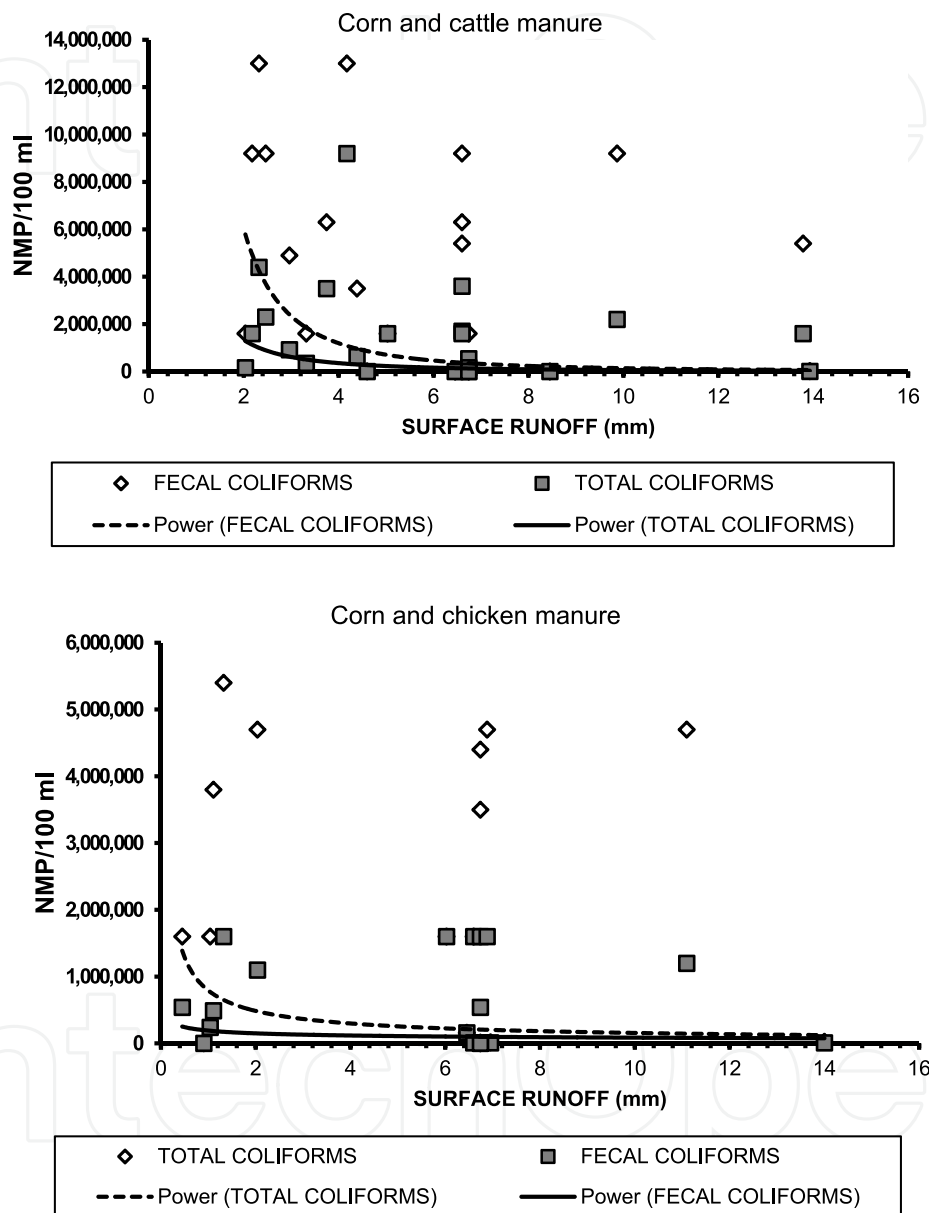 Corn and cattle manure
14,000,000
12,000,000
10,000,000
8,000,000
6,000,000
4,000,000
2,000,000
0
NMP/100 ml
0 2 4 6 8 10 12 14 16
SURFACE RUNOFF (mm)
FECAL COLIFORMS TOTAL COLIFORMS
Power (FECAL COLIFORMS) Power (TOTAL COLIFORMS)
Corn and chicken manure
6,000,000
5,000,000
4,000,000
3,000,000
2,000,000
1,000,000
0
NMP/100 ml
0 2 4 6 8 10 12 14 16
SURFACE RUNOFF (mm)
TOTAL COLIFORMS FECAL COLIFORMS
Power (TOTAL COLIFORMS) Power (FECAL COLIFORMS)